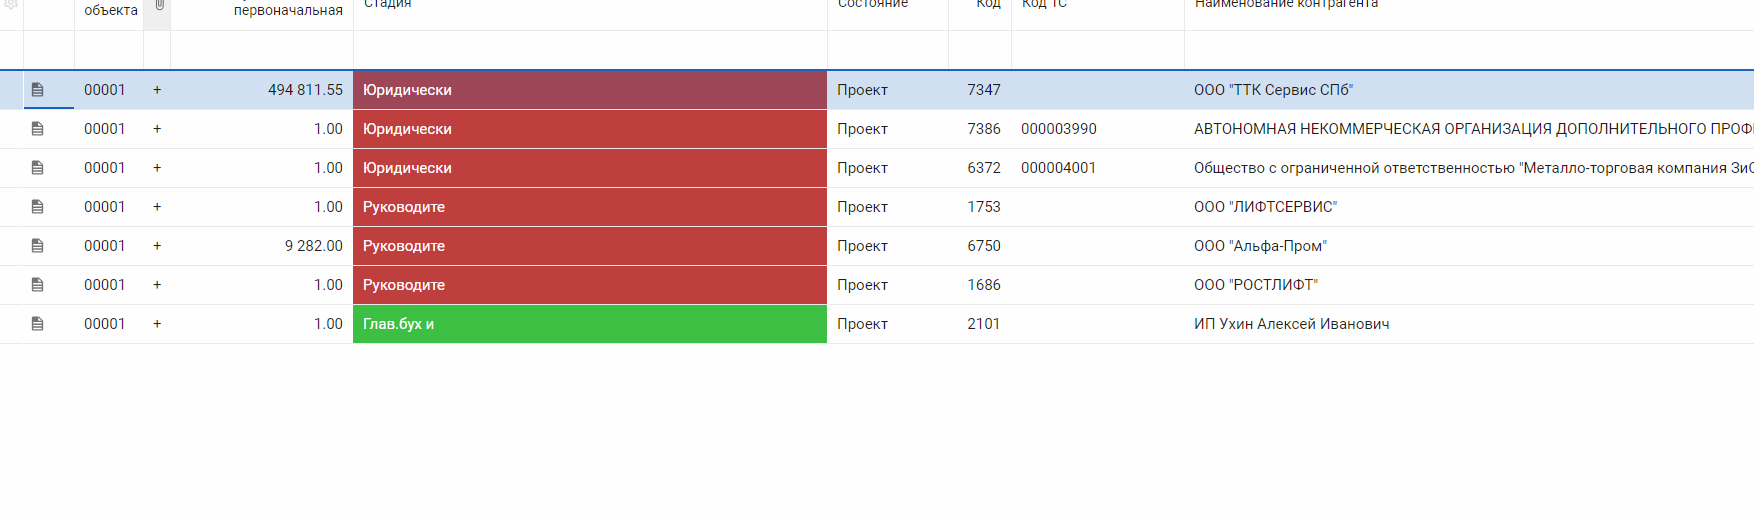 объекта первоначальная Стадия Состояние Код Код 1С Наименование контрагента
00001 + 494 811.55 Юридически Проект 7347 ООО "ТТК Сервис СПб"
00001 + 1.00 Юридически Проект 7386 000003990 АВТОНОМНАЯ НЕКОММЕРЧЕСКАЯ ОРГАНИЗАЦИЯ ДОПОЛНИТЕЛЬНОГО
00001 + 1.00 Юридически Проект 6372 000004001 Общество с ограниченной ответственностью "Металло-торговая компания
00001 + 1.00 Руководите Проект 1753 ООО "ЛИФТСЕРВИС"
00001 + 9 282.00 Руководите Проект 6750 ООО "Альфа-Пром"
00001 + 1.00 Руководите Проект 1686 ООО "РОСТЛИФТ"
00001 + 1.00 Глав.бух и Проект 2101 ИП Ухин Алексей Иванович